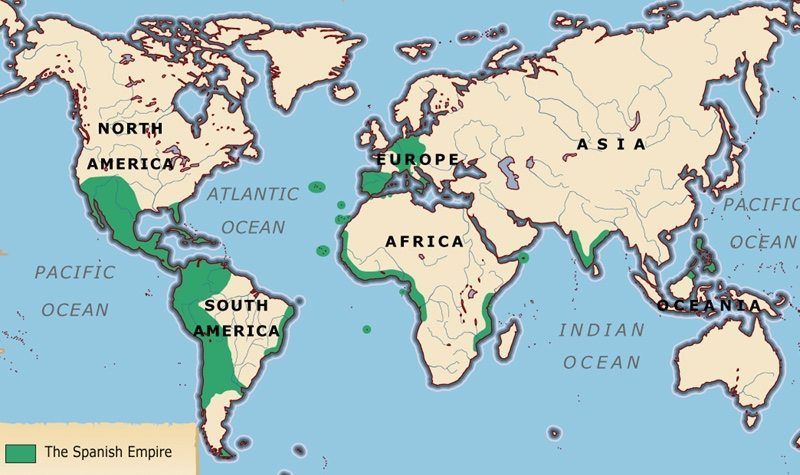 NORTH
AMERICA
EUROPE
ASIA
ATLANTIC
OCEAN
PACIFIC
OCEAN
AFRICA
PACIFIC
OCEAN
SOUTH
AMERICA
OCEANIA
INDIAN
OCEAN
The Spanish Empire